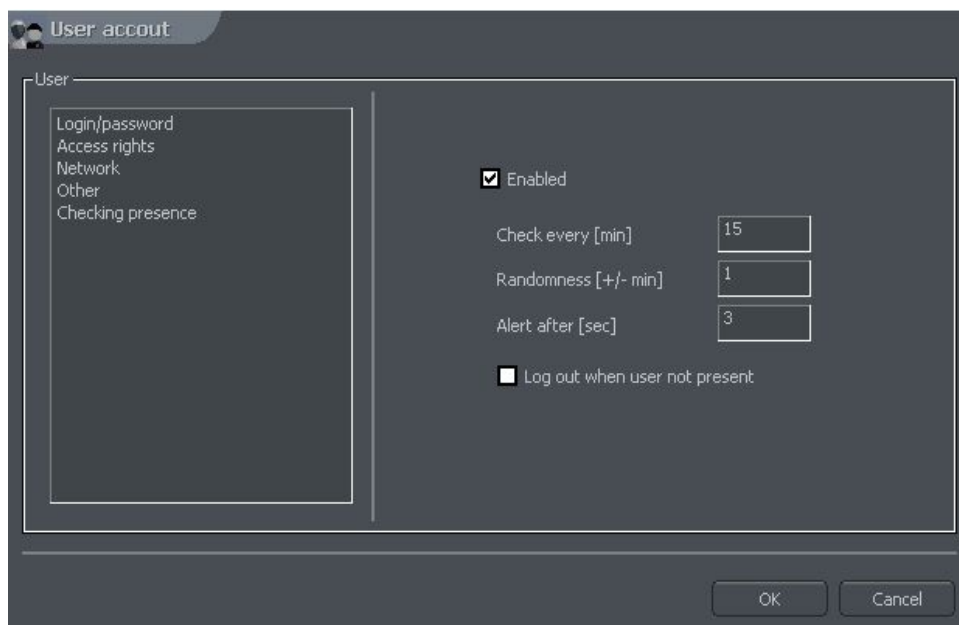 User accout
User
Login/password
Access rights
Network
Other
Checking presence
Enabled
Check every [min] 15
Randomness [+/- min] 1
Alert after [sec] 3
Log out when user not present
OK Cancel